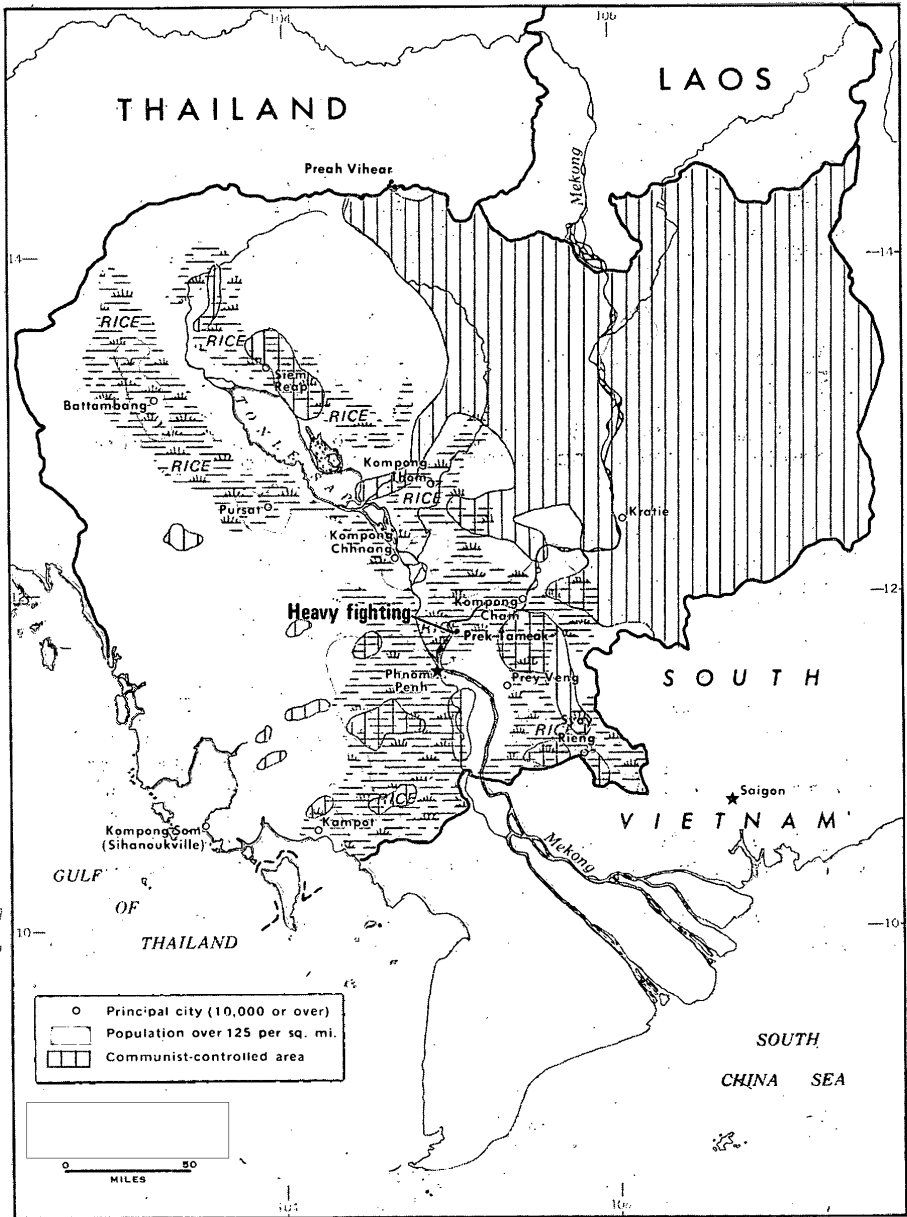 104
106
THAILAND
LAOS
Mekong
Preah Vihear
14
14
RICE
RICE
Siem
Reap
Battambang
RICE
TONLE SAP
RICE
Kompong
Thom
RICE
Pursat
Kratie
Kompong
Chhnang
12
12
Kompong
Cham
Heavy fighting
Prek Tameak
Phnom
Penh
Prey Veng
SOUTH
RICE
Svay
Rieng
RICE
Saigon
Kampot
VIETNAM
Kompong Som
(Sihanoukville)
Mekong
GULF
OF
THAILAND
10
10
Principal city (10,000 or over)
Population over 125 per sq. mi.
Communist-controlled area
SOUTH
CHINA SEA
0 50
MILES
104
106